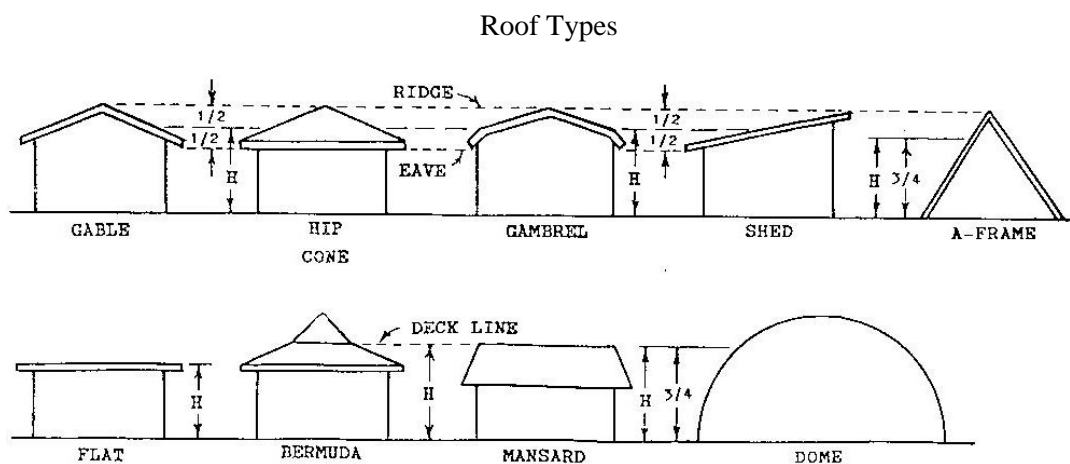 Roof Types
RIDGE
1/2
1/2
1/2
1/2
EAVE
H
H
H
3/4
GABLE
HIP
CONE
GAMBREL
SHED
A-FRAME
DECK LINE
H
H
H
3/4
FLAT
BERMUDA
MANSARD
DOME